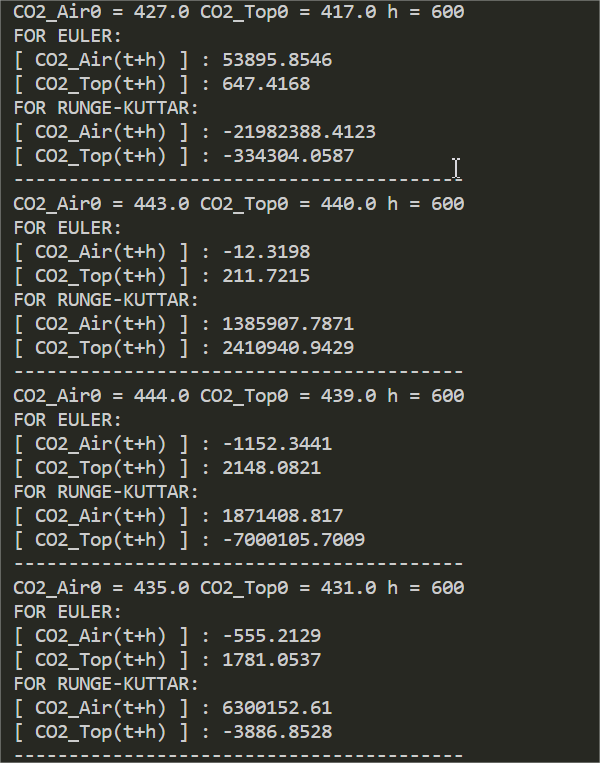 CO2_Air0 = 427.0 CO2_Top0 = 417.0 h = 600
FOR EULER:
[ CO2_Air(t+h) ] : 53895.8546
[ CO2_Top(t+h) ] : 647.4168
FOR RUNGE-KUTTAR:
[ CO2_Air(t+h) ] : -21982388.4123
[ CO2_Top(t+h) ] : -334304.0587
-----------------------------------------
CO2_Air0 = 443.0 CO2_Top0 = 440.0 h = 600
FOR EULER:
[ CO2_Air(t+h) ] : -12.3198
[ CO2_Top(t+h) ] : 211.7215
FOR RUNGE-KUTTAR:
[ CO2_Air(t+h) ] : 1385907.7871
[ CO2_Top(t+h) ] : 2410940.9429
-----------------------------------------
CO2_Air0 = 444.0 CO2_Top0 = 439.0 h = 600
FOR EULER:
[ CO2_Air(t+h) ] : -1152.3441
[ CO2_Top(t+h) ] : 2148.0821
FOR RUNGE-KUTTAR:
[ CO2_Air(t+h) ] : 1871408.817
[ CO2_Top(t+h) ] : -7000105.7009
-----------------------------------------
CO2_Air0 = 435.0 CO2_Top0 = 431.0 h = 600
FOR EULER:
[ CO2_Air(t+h) ] : -555.2129
[ CO2_Top(t+h) ] : 1781.0537
FOR RUNGE-KUTTAR:
[ CO2_Air(t+h) ] : 6300152.61
[ CO2_Top(t+h) ] : -3886.8528
-----------------------------------------